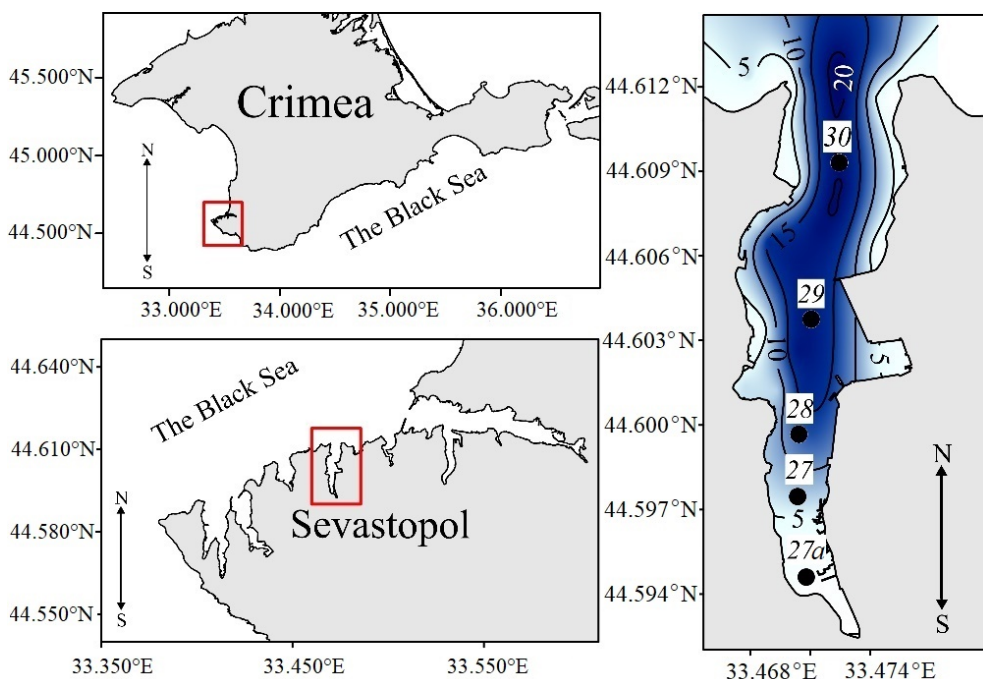 45.500°N
45.000°N
44.500°N
Crimea
The Black Sea
N
S
33.000°E
34.000°E
35.000°E
36.000°E
44.640°N
44.610°N
44.580°N
44.550°N
The Black Sea
Sevastopol
N
S
33.350°E
33.450°E
33.550°E
44.612°N
44.609°N
44.606°N
44.603°N
44.600°N
44.597°N
44.594°N
5
10
20
30
15
29
10
5
28
27
5
27a
N
S
33.468°E
33.474°E